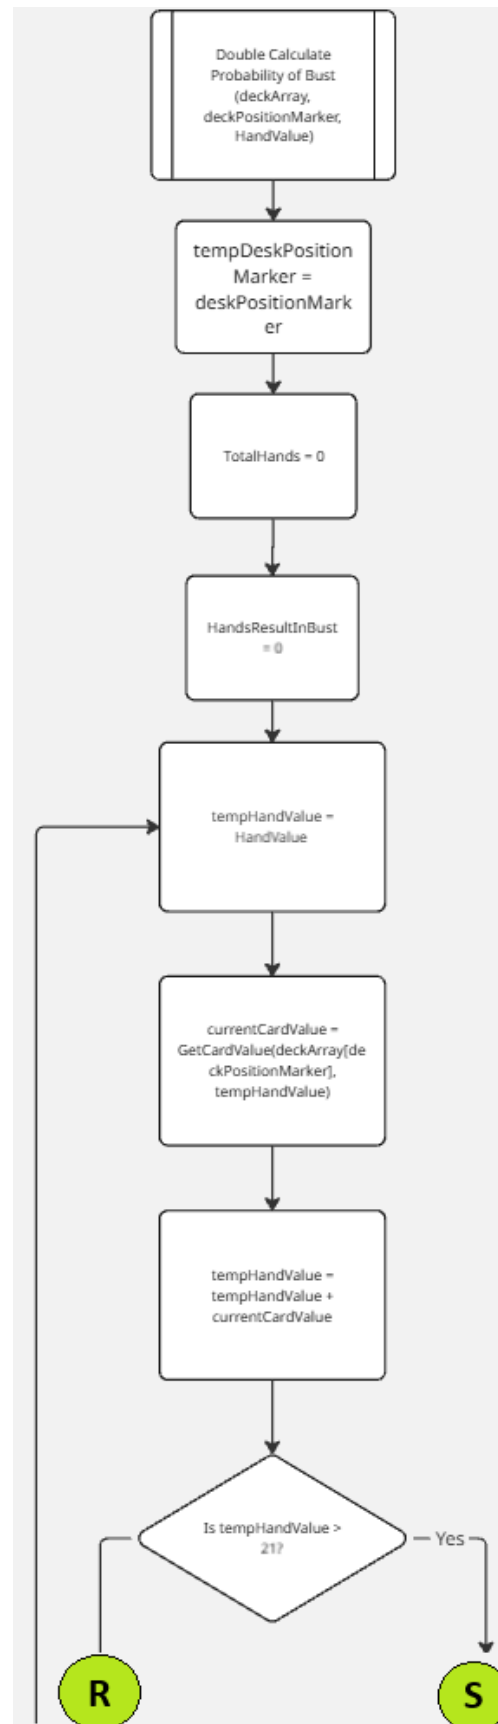 Double Calculate
Probability of Bust
(deckArray,
deckPositionMarker,
HandValue)
tempDeskPosition
Marker =
deskPositionMark
er
TotalHands = 0
HandsResultInBust
= 0
tempHandValue =
HandValue
currentCardValue =
GetCardValue(deckArray[de
ckPositionMarker],
tempHandValue)
tempHandValue =
tempHandValue +
currentCardValue
Is tempHandValue >
21?
Yes
R
S